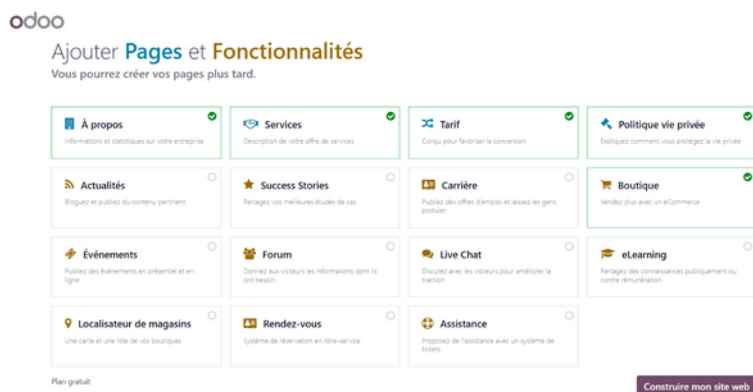 odoo
Ajouter Pages et Fonctionnalités
Vous pourrez créer vos pages plus tard.
À propos
Informations et statistiques sur votre entreprise
Services
Description de votre offre de services
Tarif
Conçu pour favoriser la conversion
Politique vie privée
Expliquez comment vous protégez la vie privée
Actualités
Bloguez et publiez du contenu pertinent
Success Stories
Partagez vos meilleures études de cas
Carrière
Publiez des offres d'emploi et laissez les gens
postuler
Boutique
Vendez plus avec un eCommerce
Événements
Publiez des événements en présentiel et en
ligne
Forum
Donnez aux visiteurs les informations dont ils
ont besoin
Live Chat
Discutez avec les visiteurs pour améliorer la
traction
eLearning
Partagez des connaissances publiquement ou
contre rémunération
Localisateur de magasins
Une carte et une liste de vos boutiques
Rendez-vous
Système de réservation en libre-service
Assistance
Proposez de l'assistance avec un système de
tickets
Plan gratuit
Construire mon site web